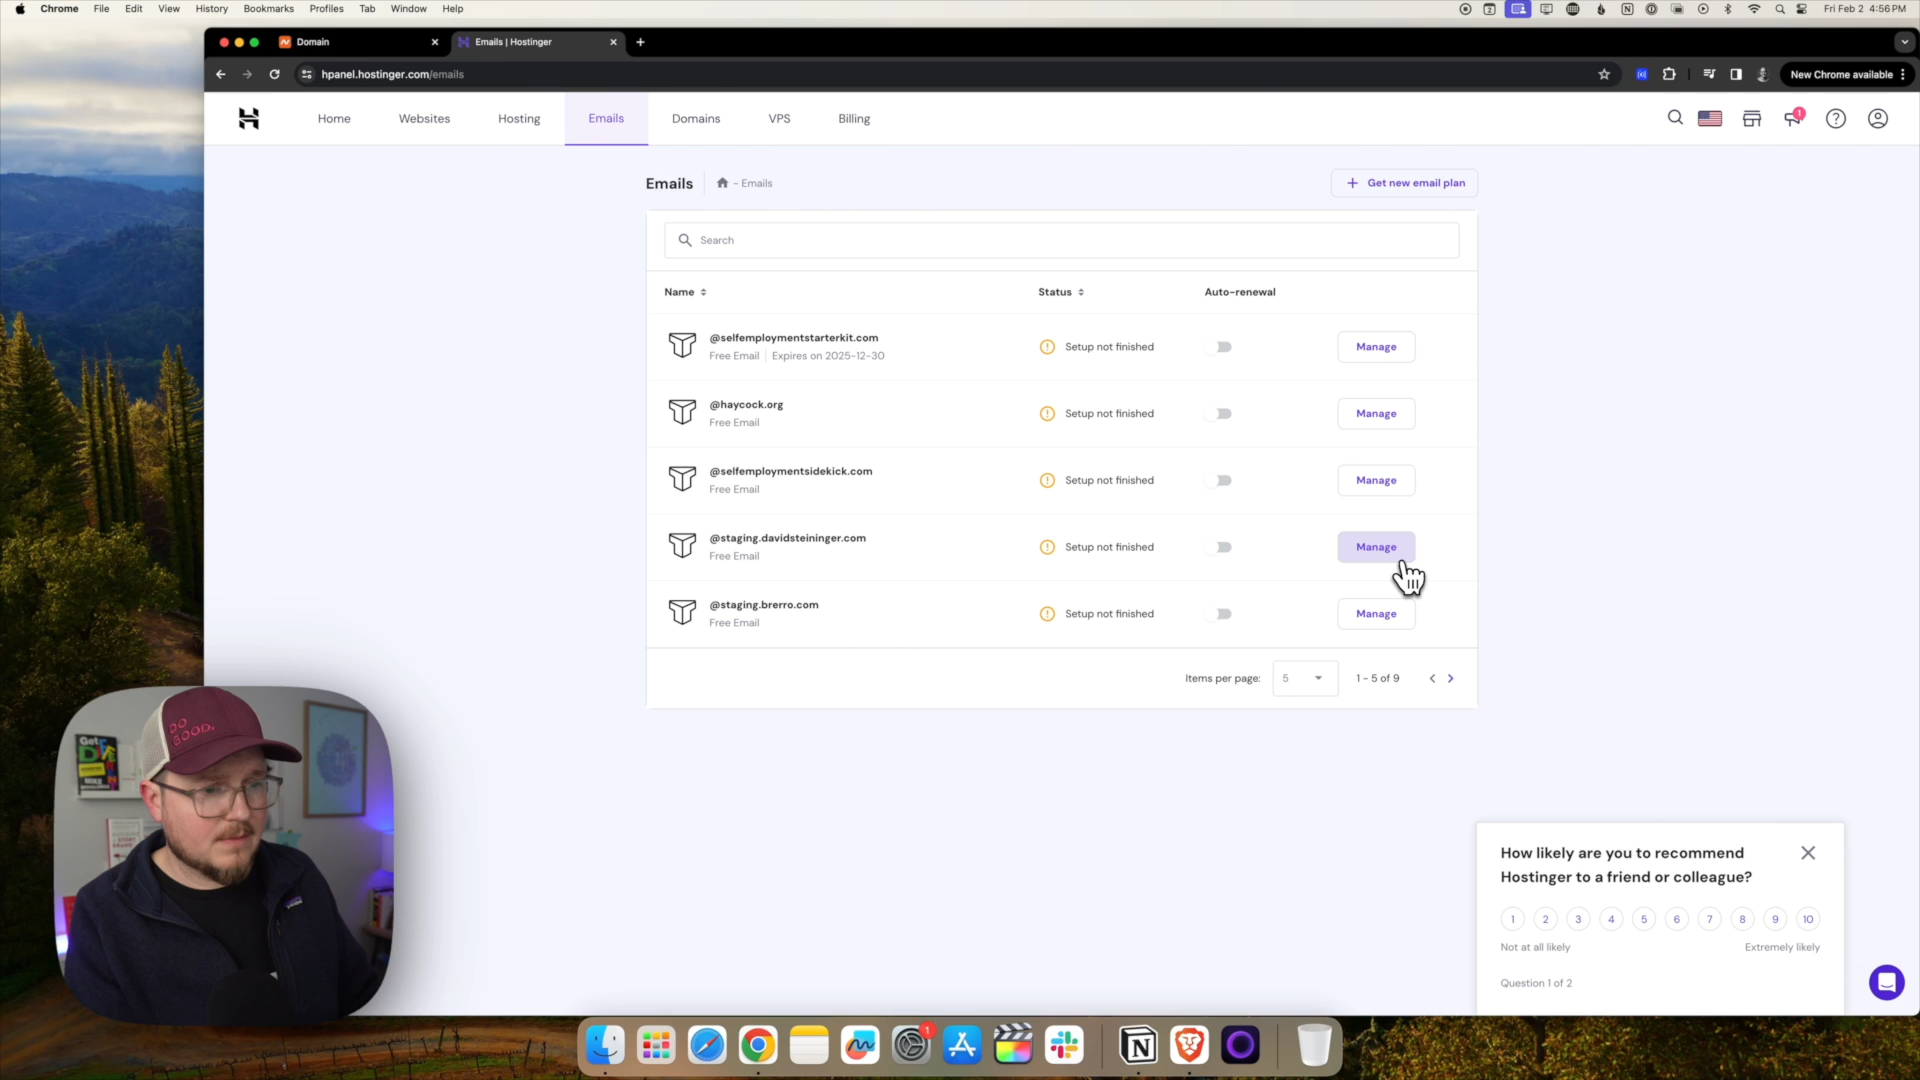 Chrome File Edit View History Bookmarks Profiles Tab Window Help
Fri Feb 2 4:56 PM
Domain
Emails | Hostinger
hpanel.hostinger.com/emails
New Chrome available
Home Websites Hosting Emails Domains VPS Billing
1
Emails - Emails
+ Get new email plan
Search
Name Status Auto-renewal
@selfemploymentstarterkit.com
Free Email Expires on 2025-12-30
Setup not finished
Manage
@haycock.org
Free Email
Setup not finished
Manage
@selfemploymentsidekick.com
Free Email
Setup not finished
Manage
@staging.davidsteininger.com
Free Email
Setup not finished
Manage
@staging.brerro.com
Free Email
Setup not finished
Manage
Items per page: 5 1 - 5 of 9
DO
GOOD.
Get
How likely are you to recommend
Hostinger to a friend or colleague?
1 2 3 4 5 6 7 8 9 10
Not at all likely Extremely likely
Question 1 of 2
1